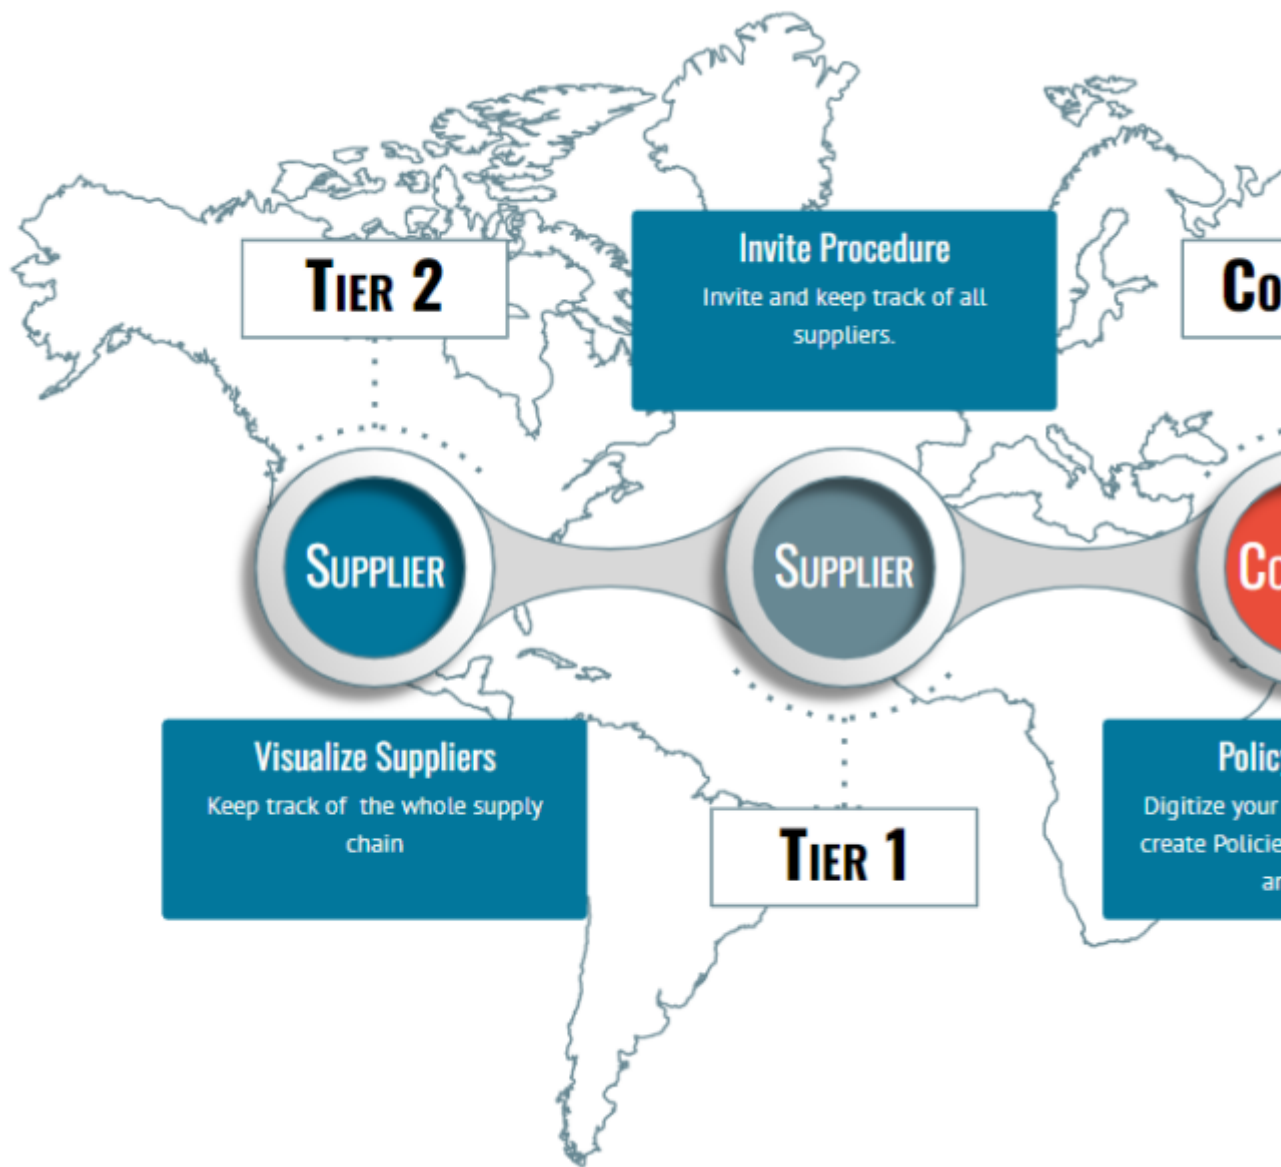 Invite Procedure
Invite and keep track of all
suppliers.
TIER 2
SUPPLIER
SUPPLIER
Visualize Suppliers
Keep track of the whole supply
chain
TIER 1
Digitize your
create